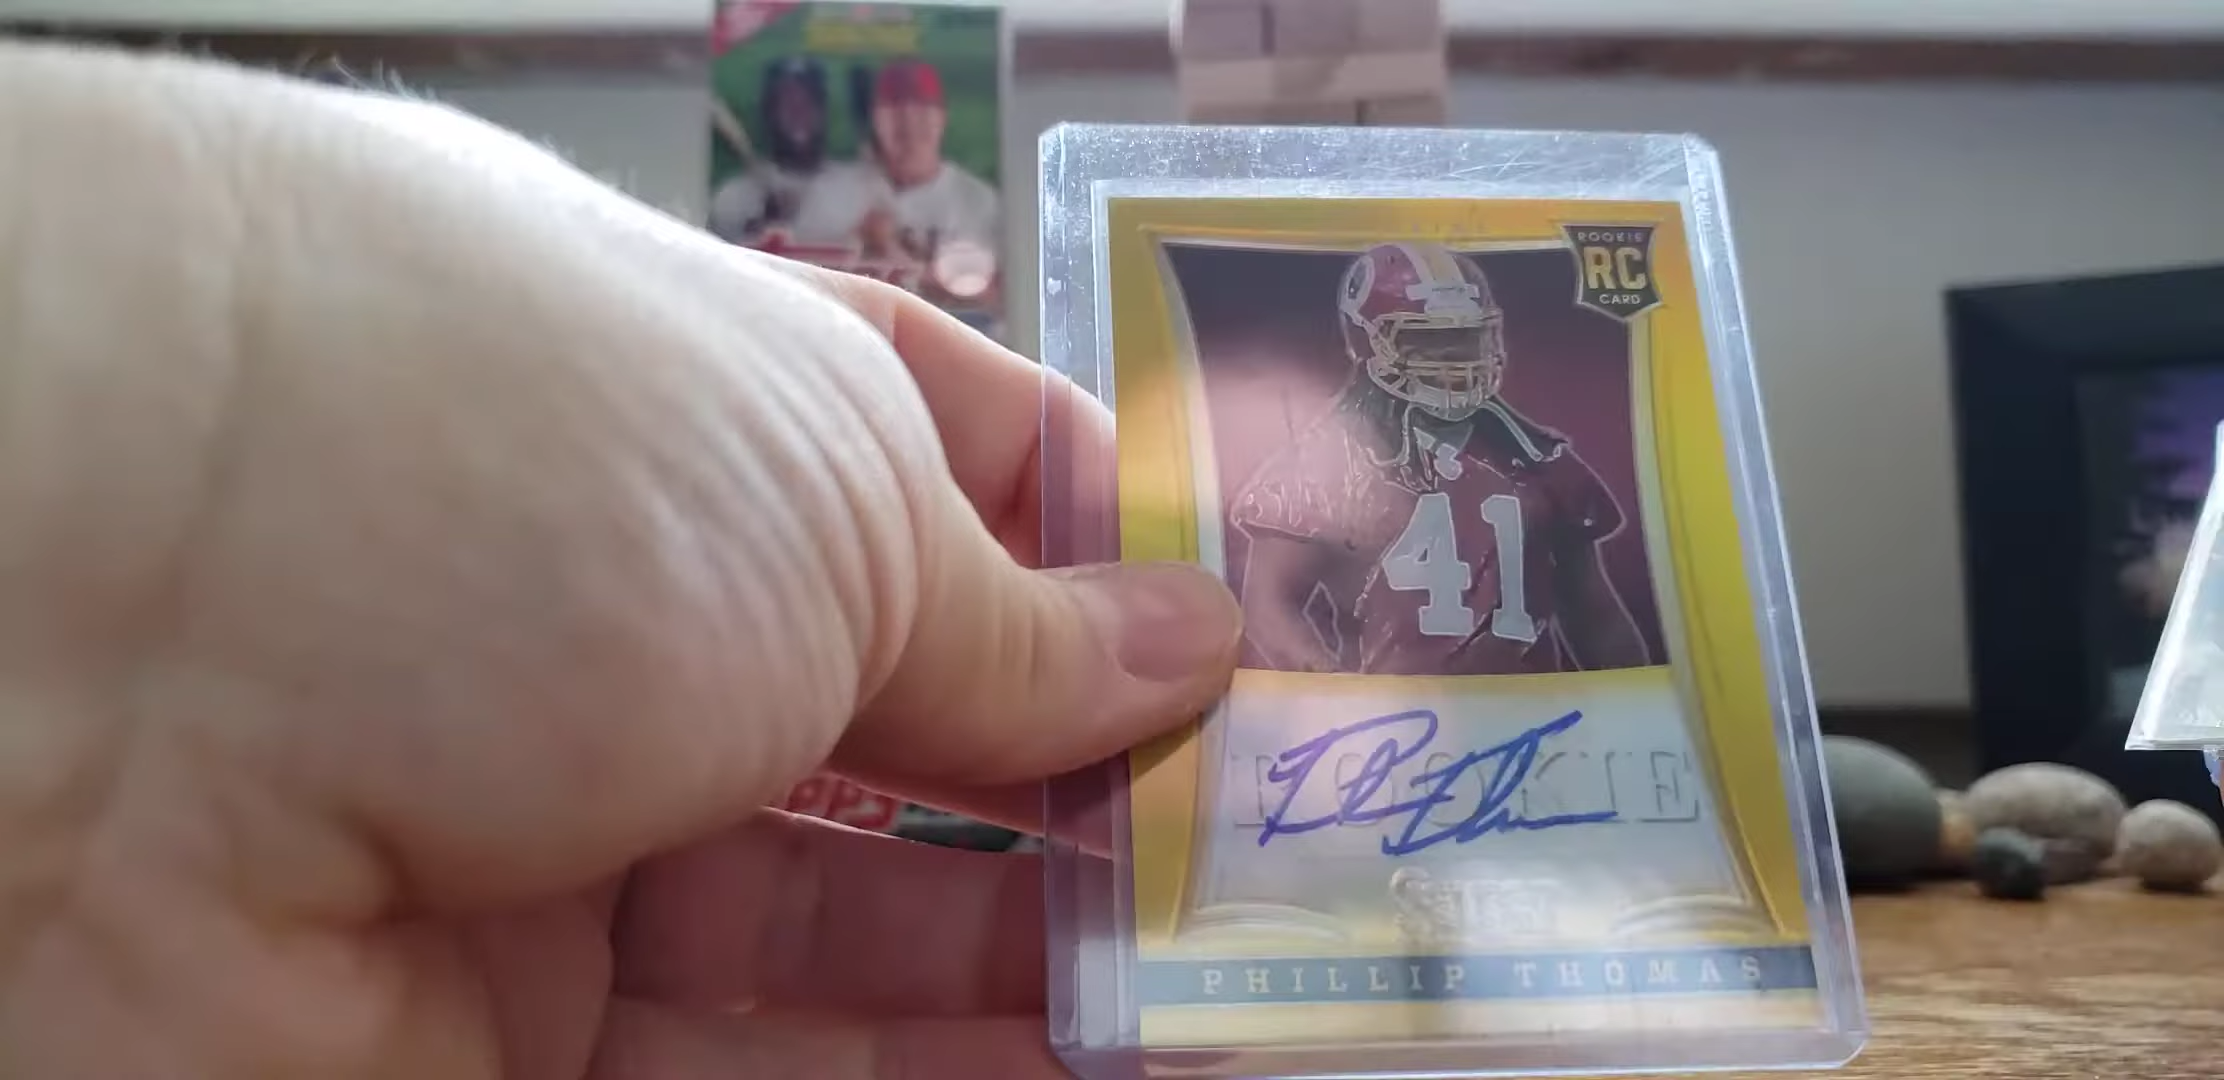 ROOKIE
RC
CARD
41
ROOKIE
Select
PHILLIP THOMAS